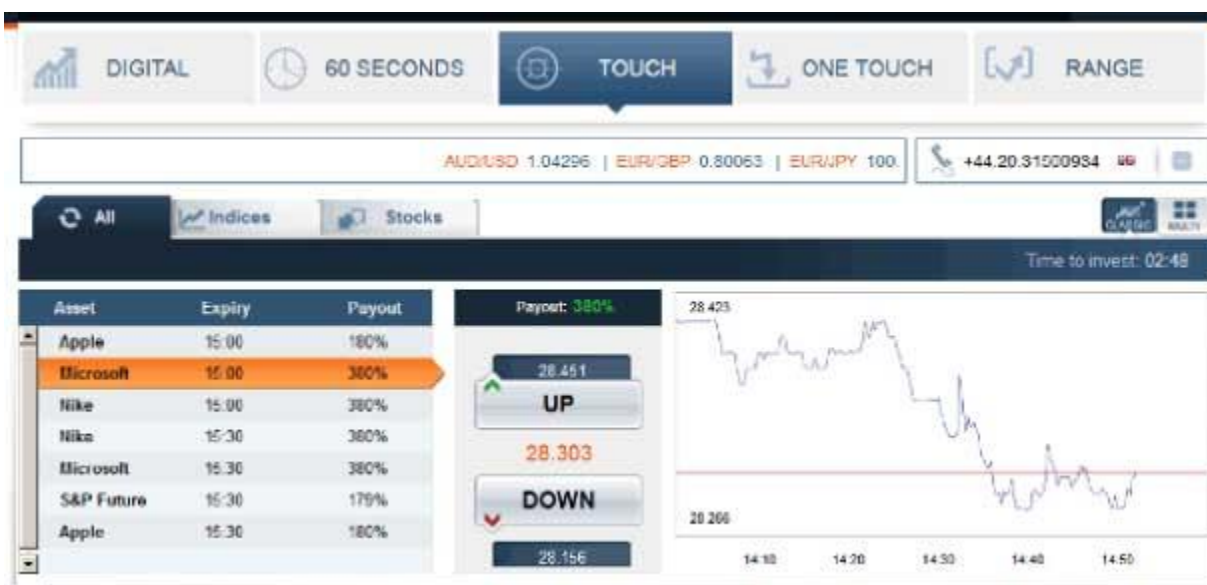 DIGITAL 60 SECONDS TOUCH ONE TOUCH RANGE
AUD/USD 1.04296 | EUR/GBP 0.80063 | EUR/JPY 100. +44.20.31500934
All Indices Stocks CLASSIC MULTI
Time to invest: 02:48
Asset Expiry Payout
Apple 15:00 180%
Microsoft 15:00 380%
Nike 15:00 380%
Nike 15:30 380%
Microsoft 15:30 380%
S&P Future 15:30 179%
Apple 15:30 180%
Payout: 380%
28.451
UP
28.303
DOWN
28.156
28.423
28.266
14:10 14:20 14:30 14:40 14:50